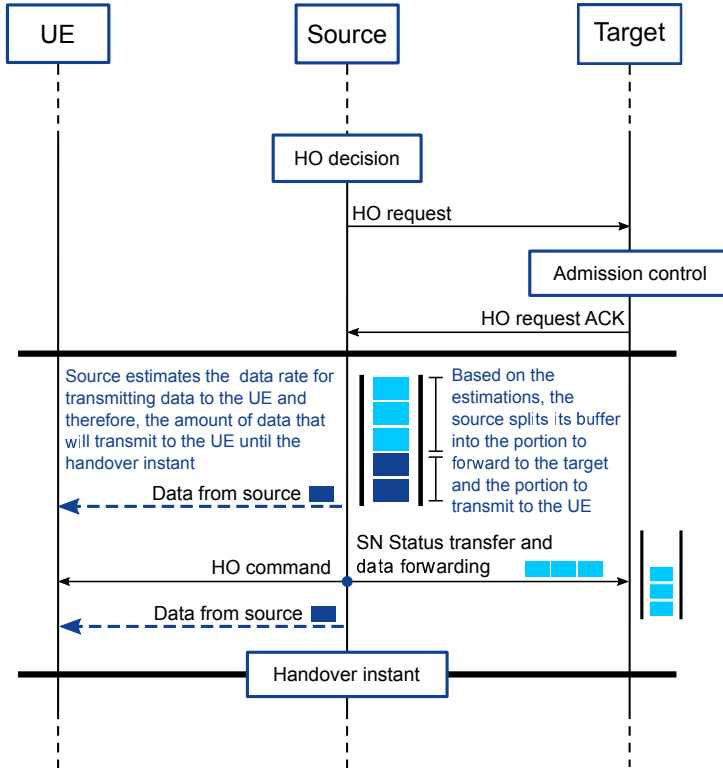 UE
Source
Target
HO decision
HO request
Admission control
HO request ACK
Source estimates the data rate for
transmitting data to the UE and
therefore, the amount of data that
will transmit to the UE until the
handover instant
Based on the
estimations, the
source splits its buffer
into the portion to
forward to the target
and the portion to
transmit to the UE
Data from source
SN Status transfer and
data forwarding
HO command
Data from source
Handover instant